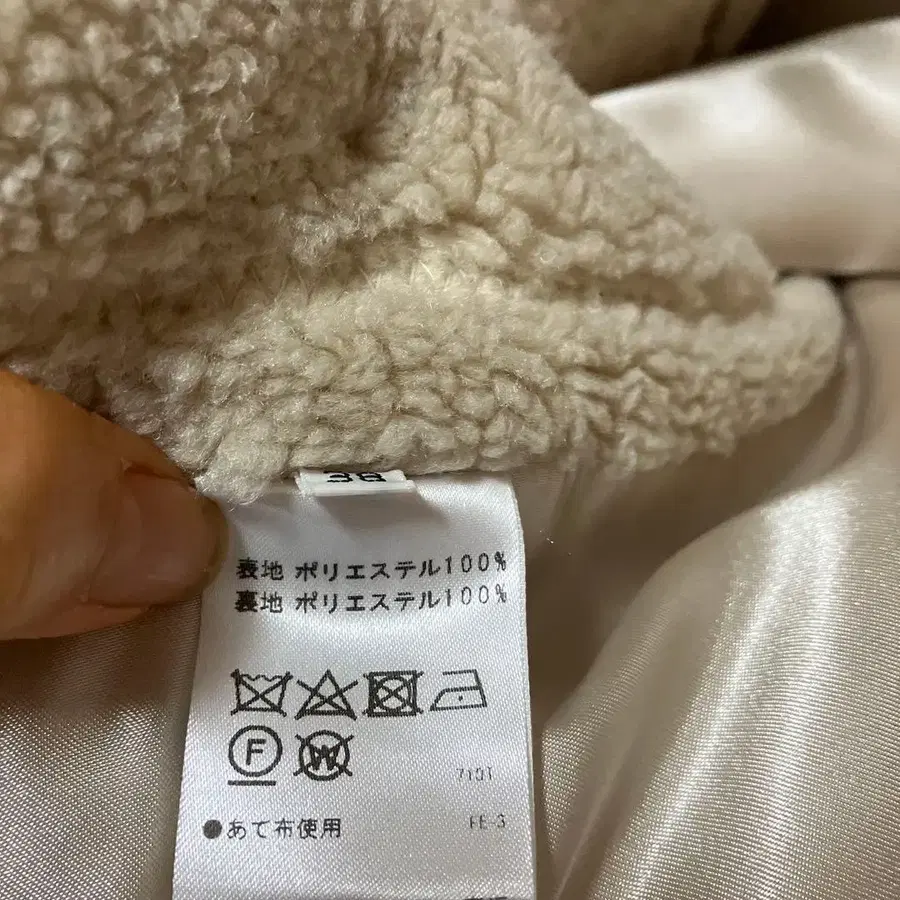 38
表地 ポリエステル100%
裏地 ポリエステル100%
F W
710T
●あて布使用 FE-3